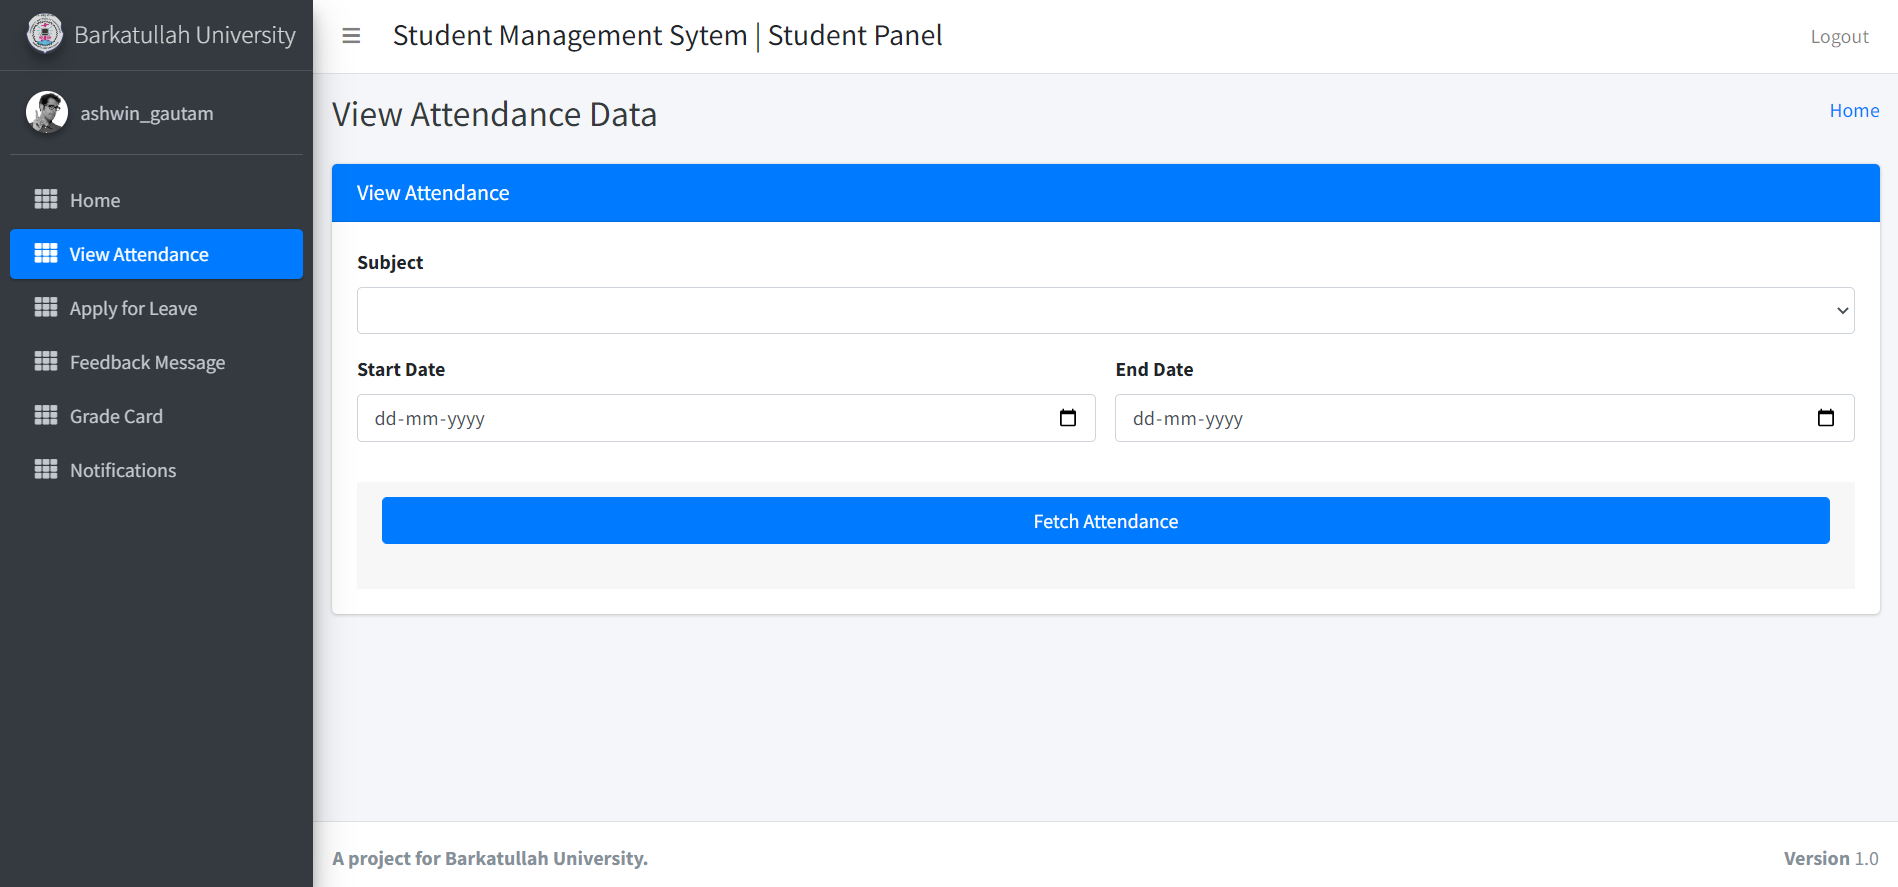 Barkatullah University
Student Management Sytem | Student Panel
Logout
ashwin_gautam
View Attendance Data
Home
Home
View Attendance
Apply for Leave
Feedback Message
Grade Card
Notifications
View Attendance
Subject
Start Date
End Date
dd-mm-yyyy
dd-mm-yyyy
Fetch Attendance
A project for Barkatullah University.
Version 1.0